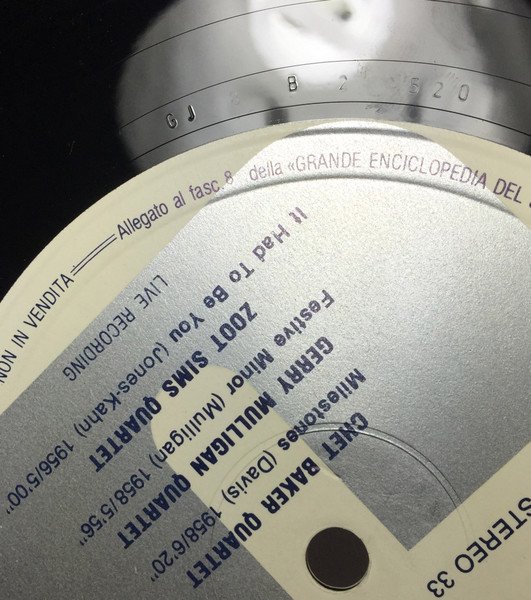 GJ B 2 520
NON IN VENDITA Allegato al fasc. 8 della «GRANDE ENCICLOPEDIA DEL
STEREO 33
CHET BAKER QUARTET
Milestones (Davis) 1958/6'20"
GERRY MULLIGAN QUARTET
Festive Minor (Mulligan) 1958/5'56"
ZOOT SIMS QUARTET
It Had To Be You (Jones-Kahn) 1956/5'00"
LIVE RECORDING